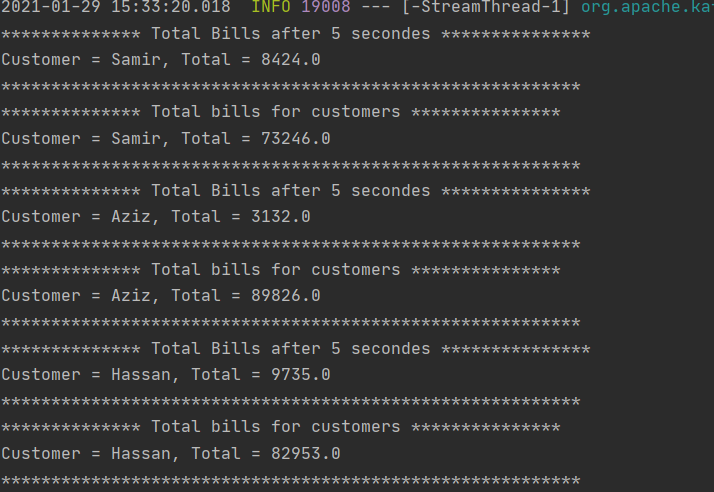 2021-01-29 15:33:20.018  INFO 19008 --- [-StreamThread-1] org.apache.kaf
************** Total Bills after 5 secondes ***************
Customer = Samir, Total = 8424.0
**********************************************************
************** Total bills for customers ***************
Customer = Samir, Total = 73246.0
**********************************************************
************** Total Bills after 5 secondes ***************
Customer = Aziz, Total = 3132.0
**********************************************************
************** Total bills for customers ***************
Customer = Aziz, Total = 89826.0
**********************************************************
************** Total Bills after 5 secondes ***************
Customer = Hassan, Total = 9735.0
**********************************************************
************** Total bills for customers ***************
Customer = Hassan, Total = 82953.0
**********************************************************